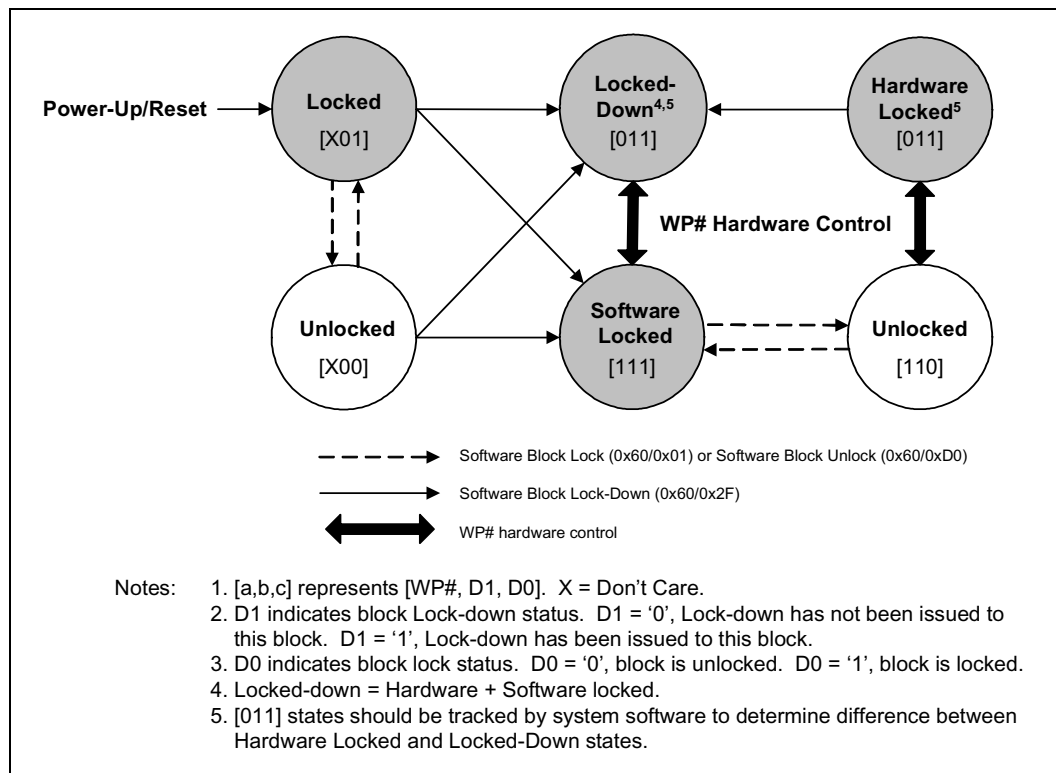 Power-Up/Reset
Locked
[X01]
Locked-
Down4,5
[011]
Hardware
Locked5
[011]
WP# Hardware Control
Unlocked
[X00]
Software
Locked
[111]
Unlocked
[110]
Software Block Lock (0x60/0x01) or Software Block Unlock (0x60/0xD0)
Software Block Lock-Down (0x60/0x2F)
WP# hardware control
Notes: 1. [a,b,c] represents [WP#, D1, D0]. X = Don't Care.
2. D1 indicates block Lock-down status. D1 = ‘0’, Lock-down has not been issued to
this block. D1 = ‘1’, Lock-down has been issued to this block.
3. D0 indicates block lock status. D0 = ‘0’, block is unlocked. D0 = ‘1’, block is locked.
4. Locked-down = Hardware + Software locked.
5. [011] states should be tracked by system software to determine difference between
Hardware Locked and Locked-Down states.